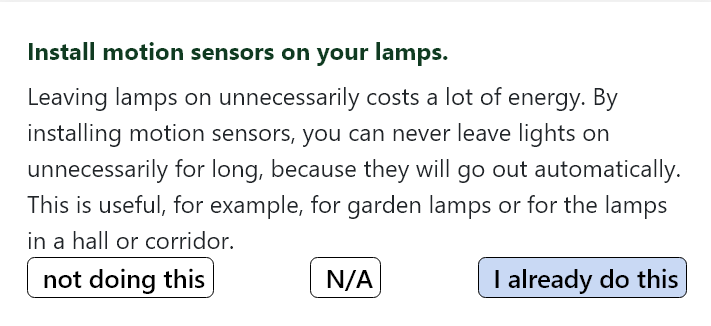 Install motion sensors on your lamps.
Leaving lamps on unnecessarily costs a lot of energy. By
installing motion sensors, you can never leave lights on
unnecessarily for long, because they will go out automatically.
This is useful, for example, for garden lamps or for the lamps
in a hall or corridor.
not doing this N/A I already do this